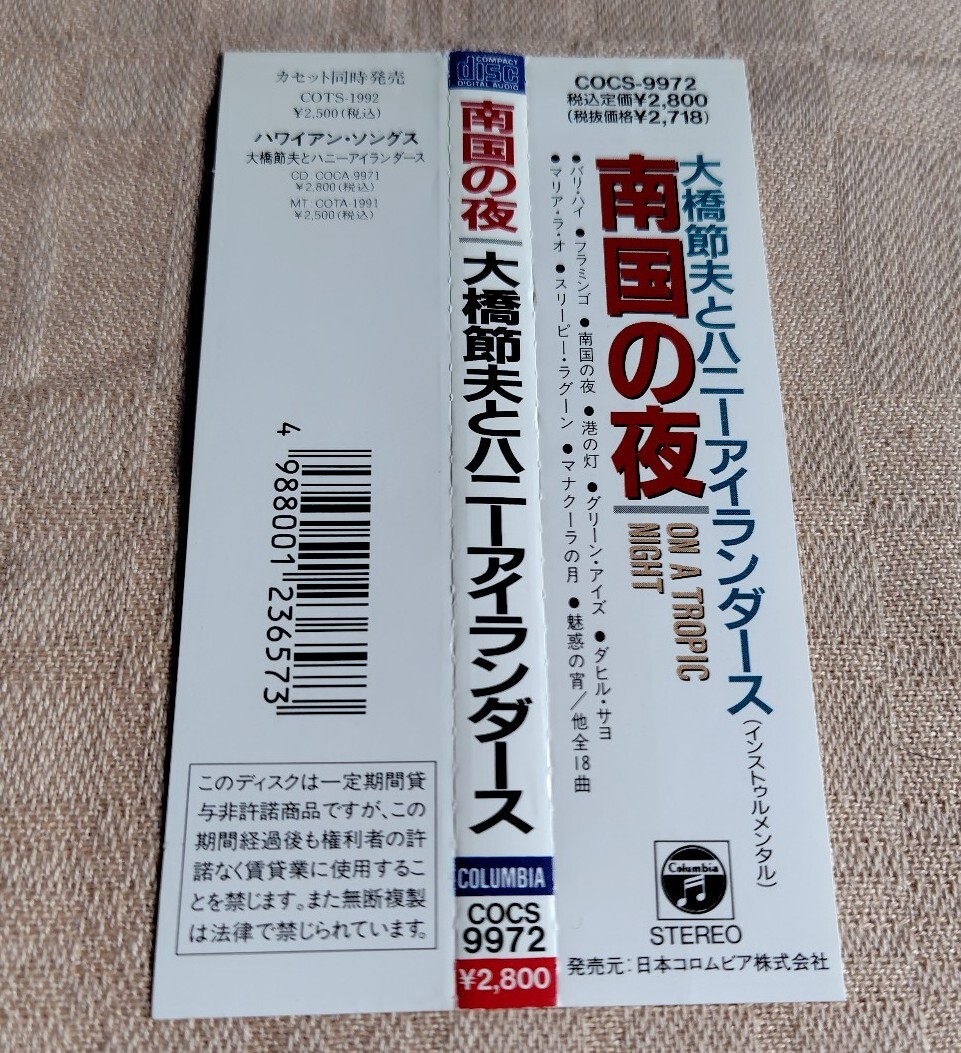 カセット同時発売
COTS-1992
¥2,500(税込)
ハワイアン・ソングス
大橋節夫とハニーアイランダース
CD: COCA-9971
¥2,800(税込)
MT: COTA-1991
¥2,500(税込)
4 988001 236573
このディスクは一定期間貸
与非許諾商品ですが、この
期間経過後も権利者の許
諾なく賃貸業に使用するこ
とを禁じます。また無断複製
は法律で禁じられています。
COMPACT
disc
DIGITAL AUDIO
南国の夜
大橋節夫とハニーアイランダース
COLUMBIA
COCS
9972
¥2,800
COCS-9972
税込定価¥2,800
(税抜価格¥2,718)
大橋節夫とハニーアイランダース(インストゥルメンタル)
南国の夜
ON A TROPIC
NIGHT
●バリ・ハイ ●フラミンゴ ●南国の夜 ●港の灯 ●グリーン・アイズ ●ダヒル・サヨ
●マリア・ラ・オ ●スリーピー・ラグーン ●マナクーラの月 ●魅惑の宵/他全18曲
Columbia
STEREO
発売元:日本コロムビア株式会社